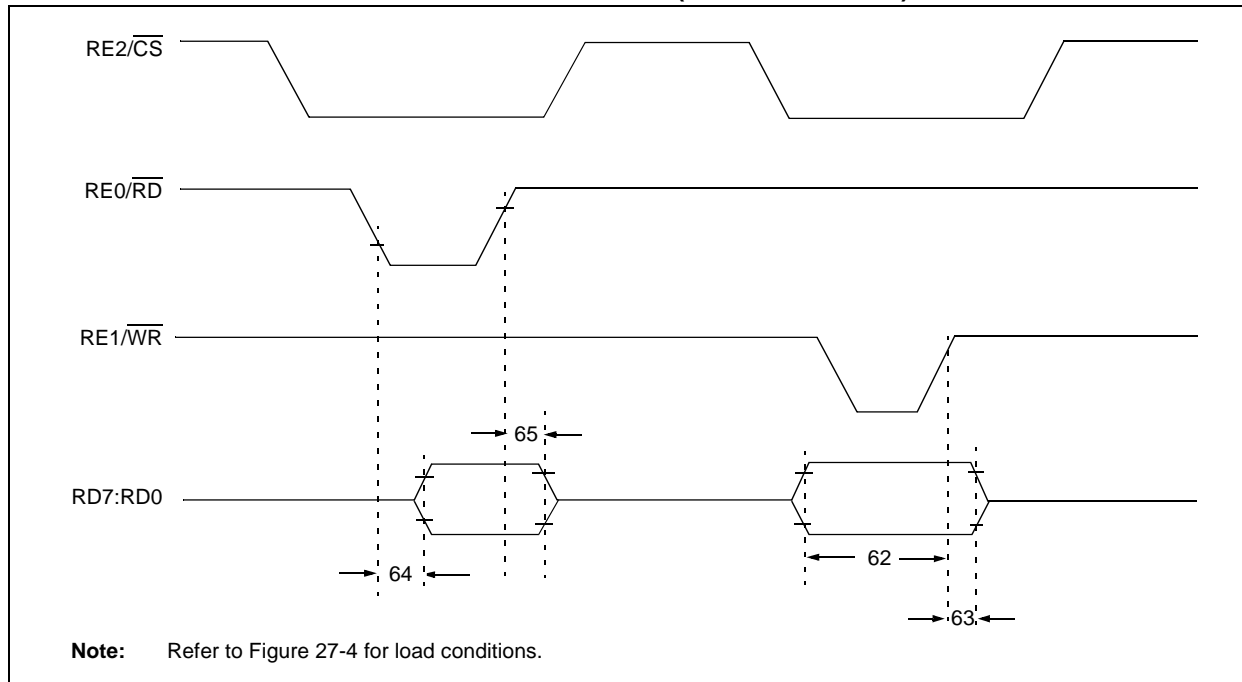 RE2/CS
RE0/RD
RE1/WR
65
RD7:RD0
64
62
63
Note: Refer to Figure 27-4 for load conditions.